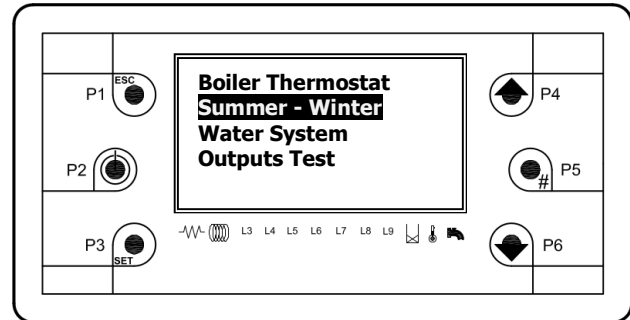 ESC
P1
P2
P3
SET
Boiler Thermostat
Summer - Winter
Water System
Outputs Test
L3 L4 L5 L6 L7 L8 L9
P4
#
P5
P6